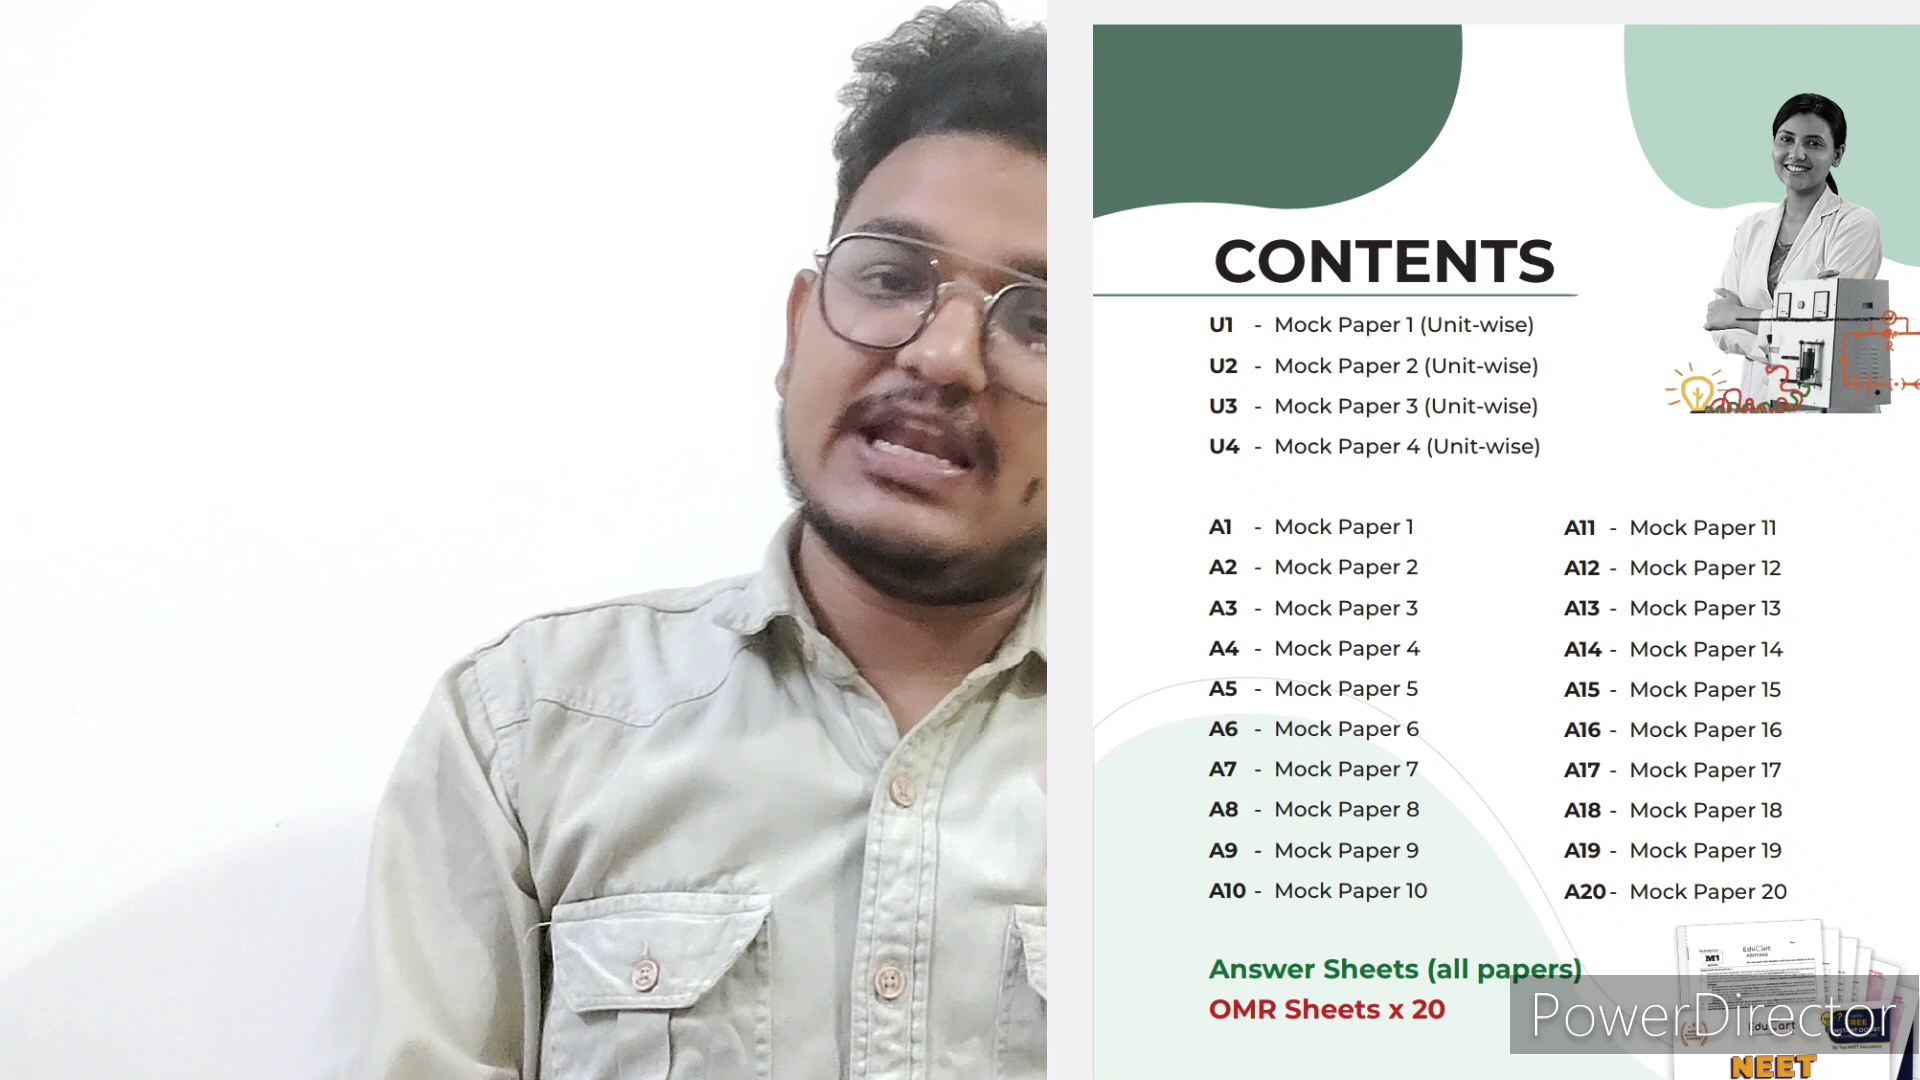 CONTENTS
U1 - Mock Paper 1 (Unit-wise)
U2 - Mock Paper 2 (Unit-wise)
U3 - Mock Paper 3 (Unit-wise)
U4 - Mock Paper 4 (Unit-wise)
A1 - Mock Paper 1
A2 - Mock Paper 2
A3 - Mock Paper 3
A4 - Mock Paper 4
A5 - Mock Paper 5
A6 - Mock Paper 6
A7 - Mock Paper 7
A8 - Mock Paper 8
A9 - Mock Paper 9
A10 - Mock Paper 10
A11 - Mock Paper 11
A12 - Mock Paper 12
A13 - Mock Paper 13
A14 - Mock Paper 14
A15 - Mock Paper 15
A16 - Mock Paper 16
A17 - Mock Paper 17
A18 - Mock Paper 18
A19 - Mock Paper 19
A20 - Mock Paper 20
Answer Sheets (all papers)
OMR Sheets x 20
EduCart
M1
PowerDirector
EduCart
FREE
NEET